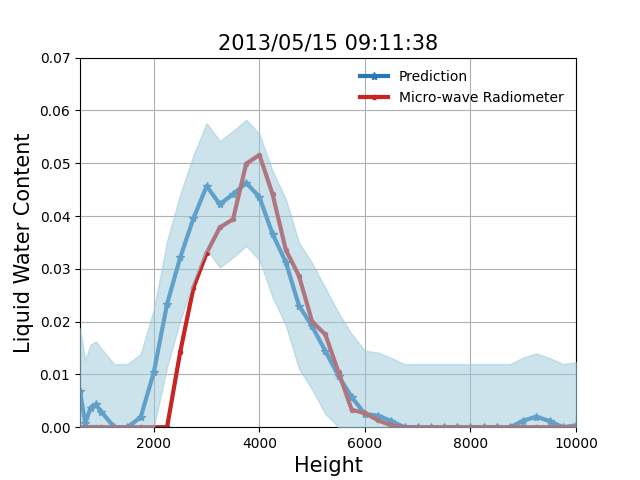 2013/05/15 09:11:38
0.07
0.06
0.05
0.04
0.03
0.02
0.01
0.00
Liquid Water Content
Prediction
Micro-wave Radiometer
2000 4000 6000 8000 10000
Height